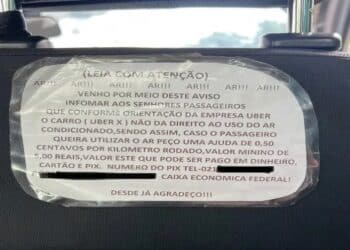 (LEIA COM ATENÇÃO)
AR!!! AR!!! AR!!! AR!!! AR!!! AR!!!
VENHO POR MEIO DESTE AVISO
INFOMAR AOS SENHORES PASSAGEIROS
QUE CONFORME ORIENTAÇÃO DA EMPRESA UBER
O CARRO ( UBER X ) NÃO DA DIREITO AO USO DO AR
CONDICIONADO,SENDO ASSIM, CASO O PASSAGEIRO
QUEIRA UTILIZAR O AR PEÇO UMA AJUDA DE 0,50
CENTAVOS POR KILOMETRO RODADO,VALOR MININO DE
5,00 REAIS,VALOR ESTE QUE PODE SER PAGO EM DINHEIRO,
CARTÃO E PIX. NUMERO DO PIX TEL-021
CAIXA ECONOMICA FEDERAL!
DESDE JÁ AGRADEÇO!!!